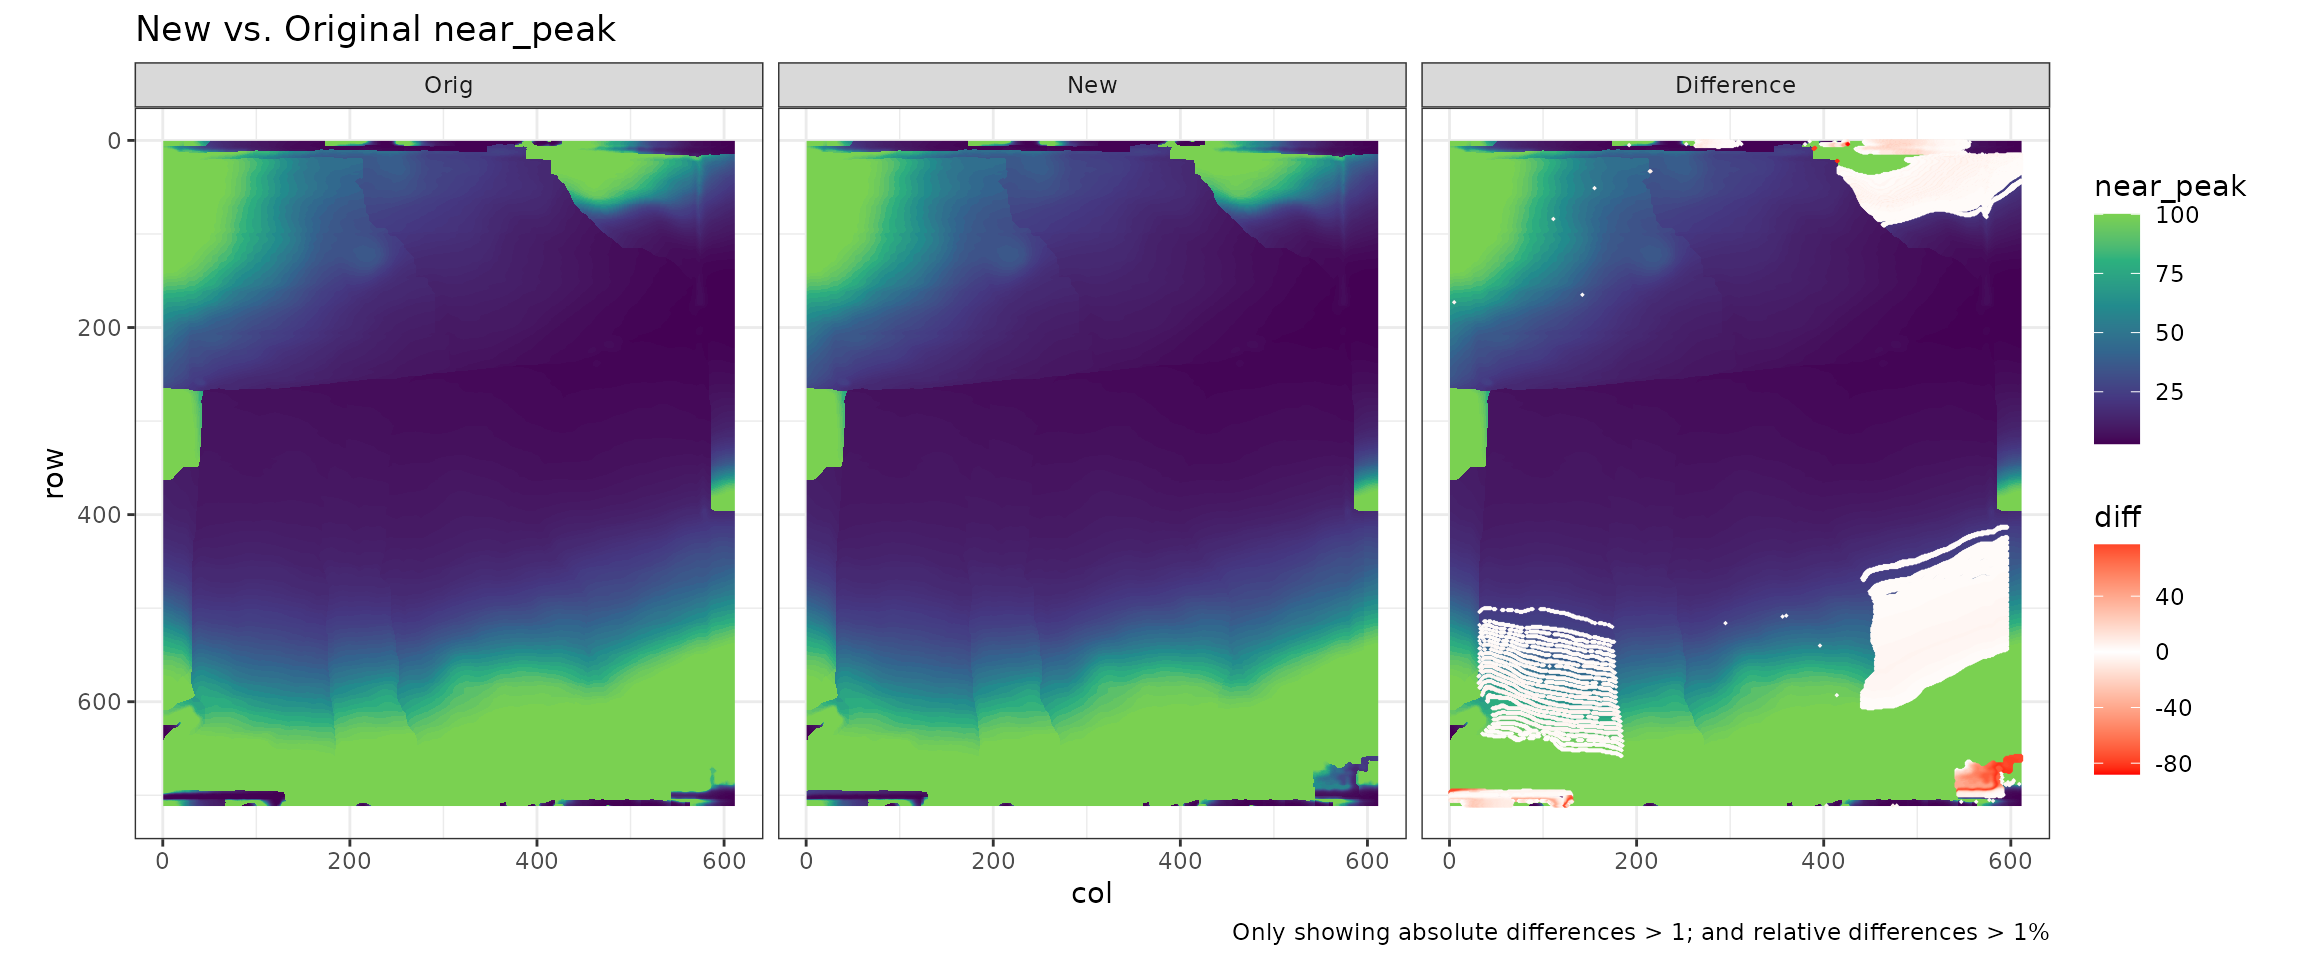 New vs. Original near_peak
Orig
New
Difference
0
200
400
600
row
0
200
400
600
0
200
400
600
0
200
400
600
col
near_peak
100
75
50
25
diff
40
0
-40
-80
Only showing absolute differences > 1; and relative differences > 1%